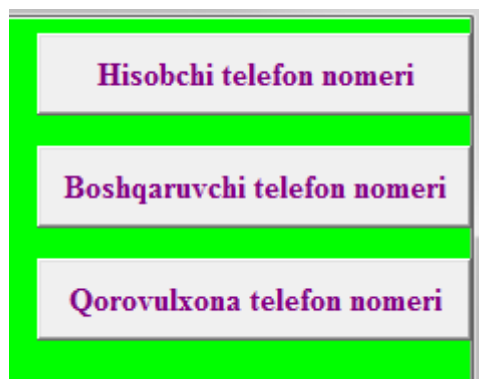 Hisobchi telefon nomeri
Boshqaruvchi telefon nomeri
Qorovulxona telefon nomeri